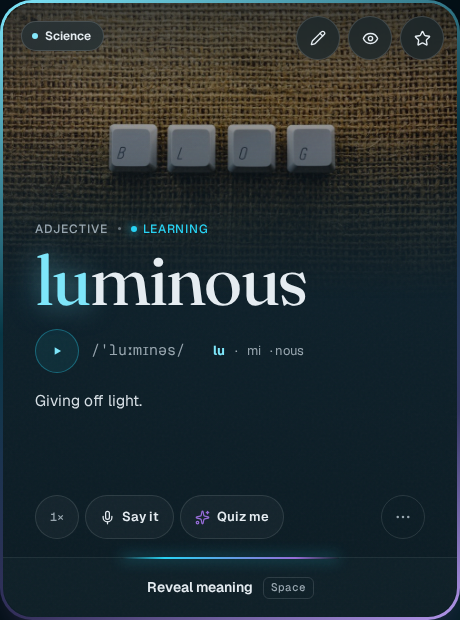 Science
B L O G
ADJECTIVE • LEARNING
luminous
/ˈluːmɪnəs/ lu · mi · nous
Giving off light.
1× Say it Quiz me ...
Reveal meaning Space